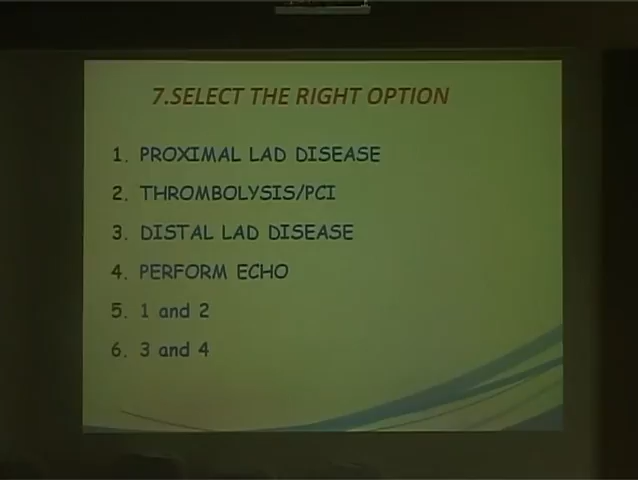 7.SELECT THE RIGHT OPTION
1. PROXIMAL LAD DISEASE
2. THROMBOLYSIS/PCI
3. DISTAL LAD DISEASE
4. PERFORM ECHO
5. 1 and 2
6. 3 and 4